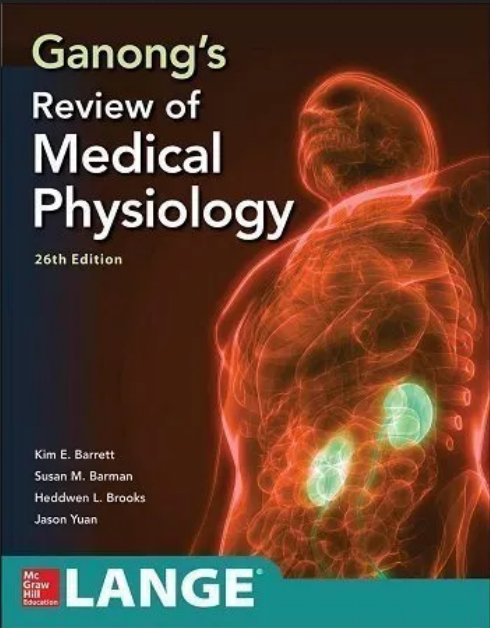 Ganong's
Review of
Medical
Physiology
26th Edition
Kim E. Barrett
Susan M. Barman
Heddwen L. Brooks
Jason Yuan
Mc
Graw
Hill
Education
LANGE®